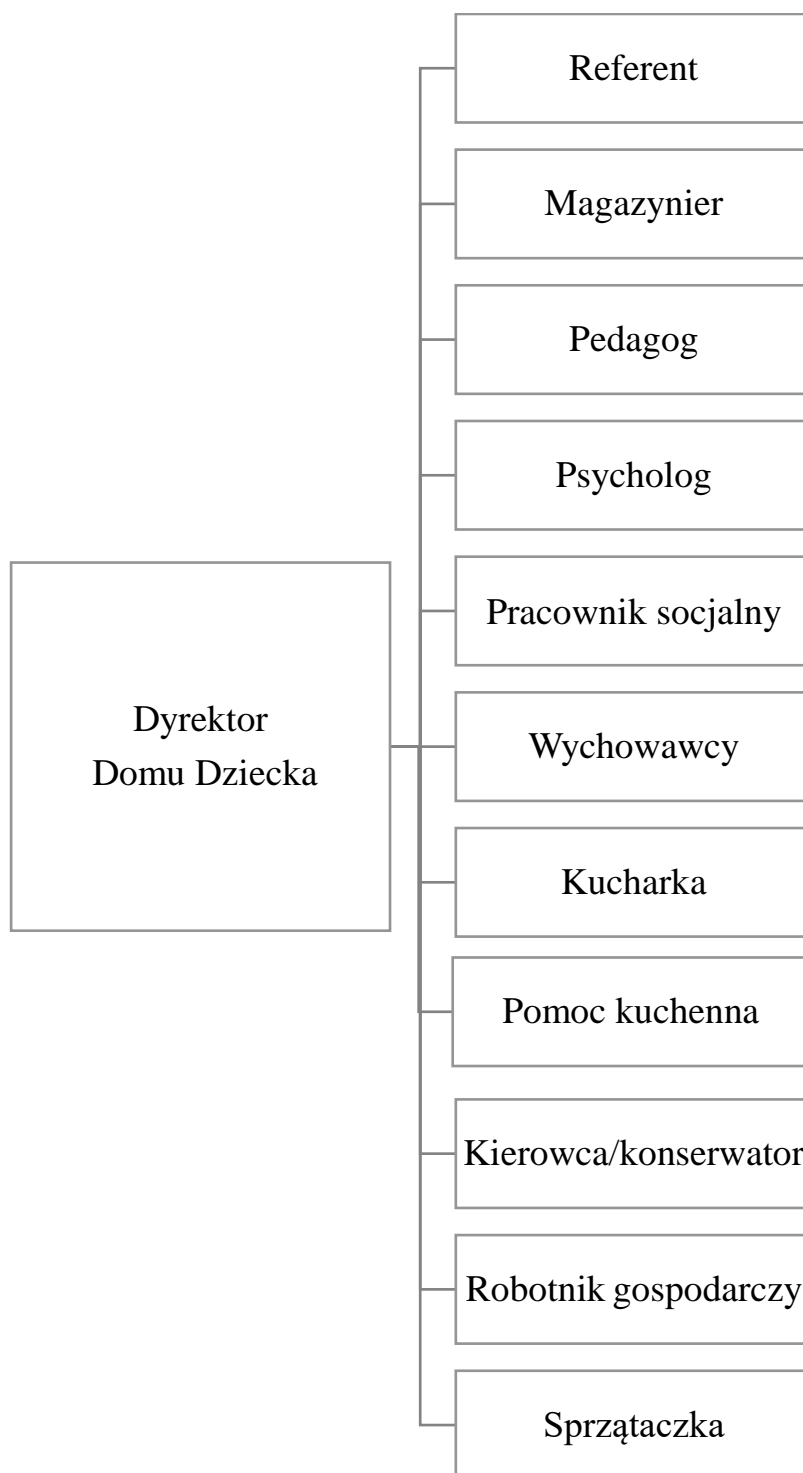 Dyrektor
Domu Dziecka
Referent
Magazynier
Pedagog
Psycholog
Pracownik socjalny
Wychowawcy
Kucharka
Pomoc kuchenna
Kierowca/konserwator
Robotnik gospodarczy
Sprzątaczka